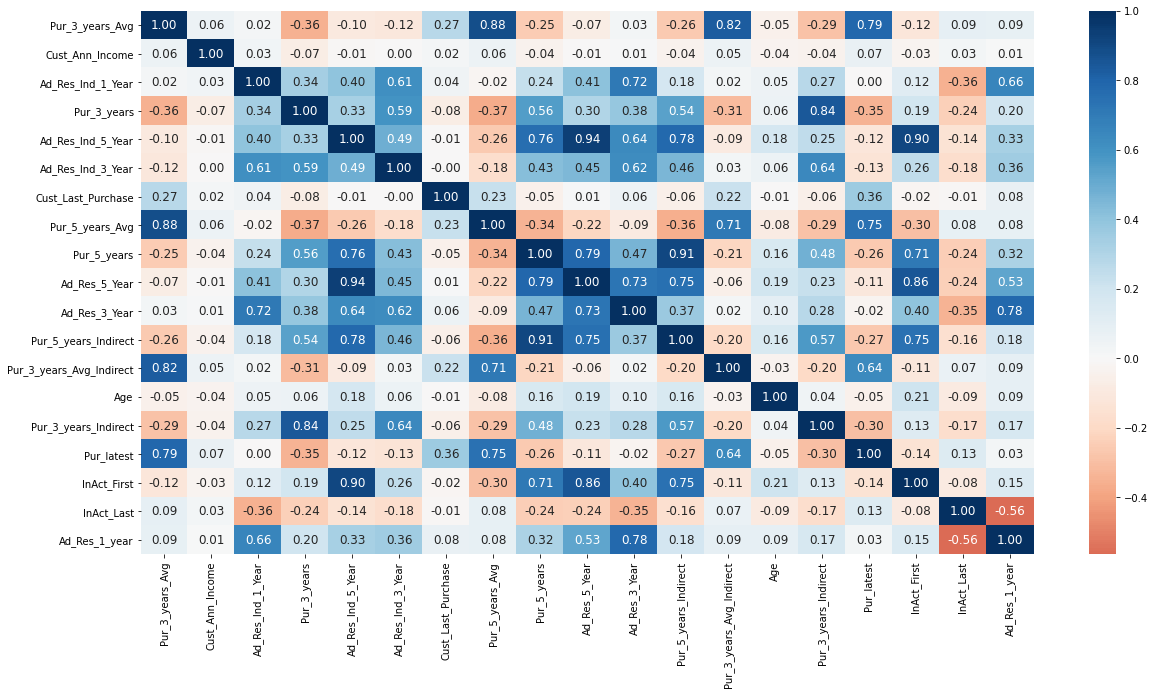 Pur_3_years_Avg 1.00 0.06 0.02 -0.36 -0.10 -0.12 0.27 0.88 -0.25 -0.07 0.03 -0.26 0.82 -0.05 -0.29 0.79 -0.12 0.09 0.09
Cust_Ann_Income 0.06 1.00 0.03 -0.07 -0.01 0.00 0.02 0.06 -0.04 -0.01 0.01 -0.04 0.05 -0.04 -0.04 0.07 -0.03 0.03 0.01
Ad_Res_Ind_1_Year 0.02 0.03 1.00 0.34 0.40 0.61 0.04 -0.02 0.24 0.41 0.72 0.18 0.02 0.05 0.27 0.00 0.12 -0.36 0.66
Pur_3_years -0.36 -0.07 0.34 1.00 0.33 0.59 -0.08 -0.37 0.56 0.30 0.38 0.54 -0.31 0.06 0.84 -0.35 0.19 -0.24 0.20
Ad_Res_Ind_5_Year -0.10 -0.01 0.40 0.33 1.00 0.49 -0.01 -0.26 0.76 0.94 0.64 0.78 -0.09 0.18 0.25 -0.12 0.90 -0.14 0.33
Ad_Res_Ind_3_Year -0.12 0.00 0.61 0.59 0.49 1.00 -0.00 -0.18 0.43 0.45 0.62 0.46 0.03 0.06 0.64 -0.13 0.26 -0.18 0.36
Cust_Last_Purchase 0.27 0.02 0.04 -0.08 -0.01 -0.00 1.00 0.23 -0.05 0.01 0.06 -0.06 0.22 -0.01 -0.06 0.36 -0.02 -0.01 0.08
Pur_5_years_Avg 0.88 0.06 -0.02 -0.37 -0.26 -0.18 0.23 1.00 -0.34 -0.22 -0.09 -0.36 0.71 -0.08 -0.29 0.75 -0.30 0.08 0.08
Pur_5_years -0.25 -0.04 0.24 0.56 0.76 0.43 -0.05 -0.34 1.00 0.79 0.47 0.91 -0.21 0.16 0.48 -0.26 0.71 -0.24 0.32
Ad_Res_5_Year -0.07 -0.01 0.41 0.30 0.94 0.45 0.01 -0.22 0.79 1.00 0.73 0.75 -0.06 0.19 0.23 -0.11 0.86 -0.24 0.53
Ad_Res_3_Year 0.03 0.01 0.72 0.38 0.64 0.62 0.06 -0.09 0.47 0.73 1.00 0.37 0.02 0.10 0.28 -0.02 0.40 -0.35 0.78
Pur_5_years_Indirect -0.26 -0.04 0.18 0.54 0.78 0.46 -0.06 -0.36 0.91 0.75 0.37 1.00 -0.20 0.16 0.57 -0.27 0.75 -0.16 0.18
Pur_3_years_Avg_Indirect 0.82 0.05 0.02 -0.31 -0.09 0.03 0.22 0.71 -0.21 -0.06 0.02 -0.20 1.00 -0.03 -0.20 0.64 -0.11 0.07 0.09
Age -0.05 -0.04 0.05 0.06 0.18 0.06 -0.01 -0.08 0.16 0.19 0.10 0.16 -0.03 1.00 0.04 -0.05 0.21 -0.09 0.09
Pur_3_years_Indirect -0.29 -0.04 0.27 0.84 0.25 0.64 -0.06 -0.29 0.48 0.23 0.28 0.57 -0.20 0.04 1.00 -0.30 0.13 -0.17 0.17
Pur_latest 0.79 0.07 0.00 -0.35 -0.12 -0.13 0.36 0.75 -0.26 -0.11 -0.02 -0.27 0.64 -0.05 -0.30 1.00 -0.14 0.13 0.03
InAct_First -0.12 -0.03 0.12 0.19 0.90 0.26 -0.02 -0.30 0.71 0.86 0.40 0.75 -0.11 0.21 0.13 -0.14 1.00 -0.08 0.15
InAct_Last 0.09 0.03 -0.36 -0.24 -0.14 -0.18 -0.01 0.08 -0.24 -0.24 -0.35 -0.16 0.07 -0.09 -0.17 0.13 -0.08 1.00 -0.56
Ad_Res_1_year 0.09 0.01 0.66 0.20 0.33 0.36 0.08 0.08 0.32 0.53 0.78 0.18 0.09 0.09 0.17 0.03 0.15 -0.56 1.00
Pur_3_years_Avg
Cust_Ann_Income
Ad_Res_Ind_1_Year
Pur_3_years
Ad_Res_Ind_5_Year
Ad_Res_Ind_3_Year
Cust_Last_Purchase
Pur_5_years_Avg
Pur_5_years
Ad_Res_5_Year
Ad_Res_3_Year
Pur_5_years_Indirect
Pur_3_years_Avg_Indirect
Age
Pur_3_years_Indirect
Pur_latest
InAct_First
InAct_Last
Ad_Res_1_year
1.0
0.8
0.6
0.4
0.2
0.0
−0.2
−0.4